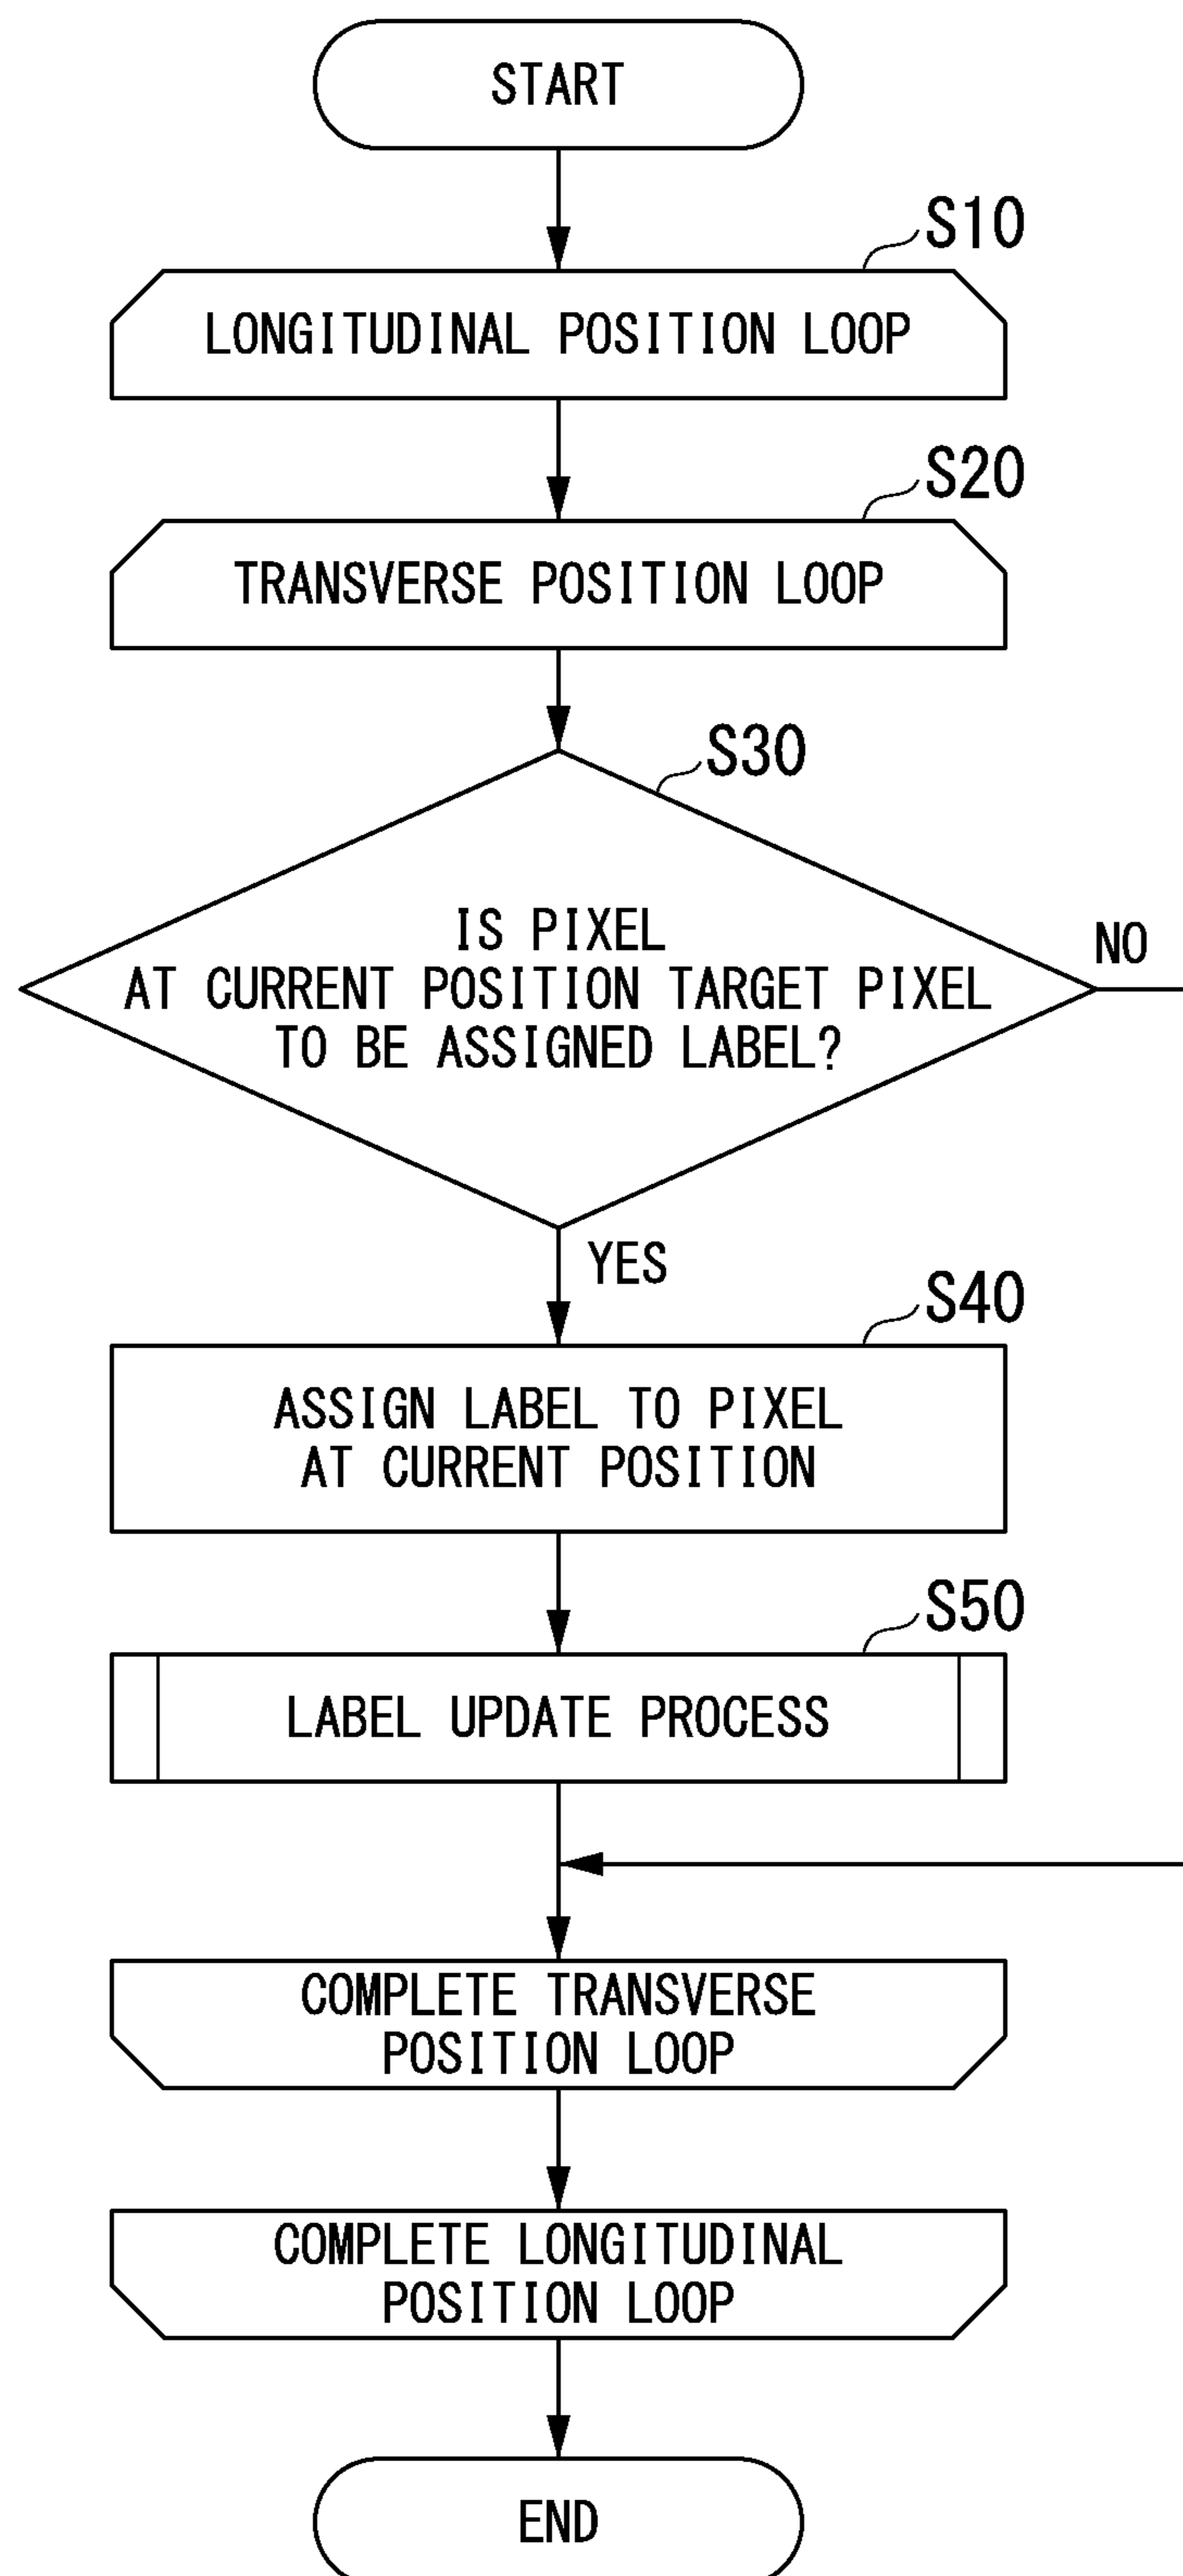 START
S10
LONGITUDINAL POSITION LOOP
S20
TRANSVERSE POSITION LOOP
S30
IS PIXEL
AT CURRENT POSITION TARGET PIXEL
TO BE ASSIGNED LABEL?
NO
YES
S40
ASSIGN LABEL TO PIXEL
AT CURRENT POSITION
S50
LABEL UPDATE PROCESS
COMPLETE TRANSVERSE
POSITION LOOP
COMPLETE LONGITUDINAL
POSITION LOOP
END